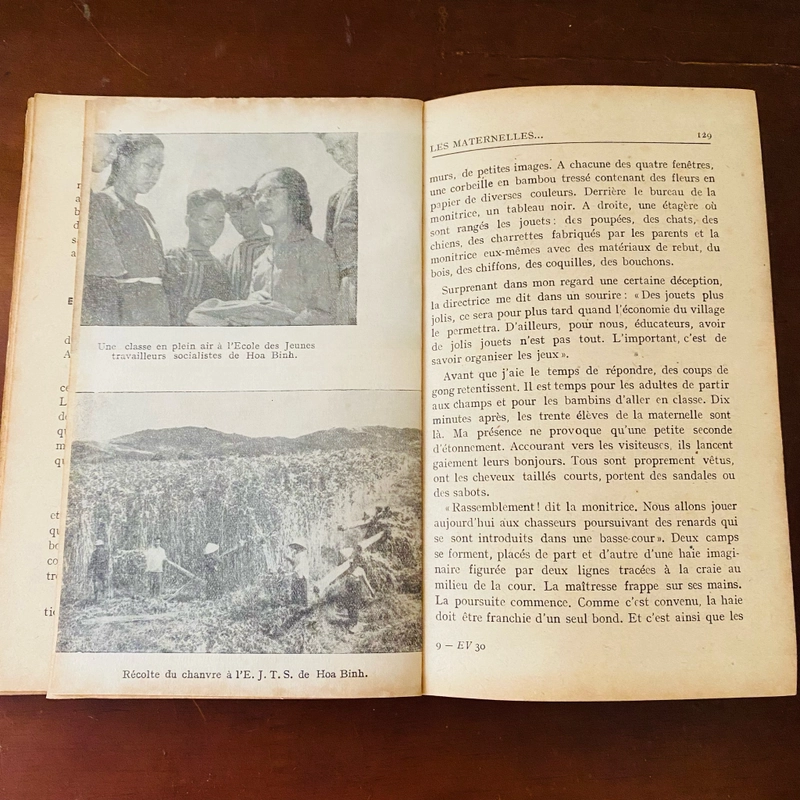 Une classe en plein air à l'Ecole des Jeunes
travailleurs socialistes de Hoa Binh.
Récolte du chanvre à l'E. J. T. S. de Hoa Binh.
LES MATERNELLES... 129
murs, de petites images. A chacune des quatre fenêtres,
une corbeille en bambou tressé contenant des fleurs en
papier de diverses couleurs. Derrière le bureau de la
monitrice, un tableau noir. A droite, une étagère où
sont rangés les jouets : des poupées, des chats, des
chiens, des charrettes fabriqués par les parents et la
monitrice eux-mêmes avec des matériaux de rebut, du
bois, des chiffons, des coquilles, des bouchons.
Surprenant dans mon regard une certaine déception,
la directrice me dit dans un sourire : « Des jouets plus
jolis, ce sera pour plus tard quand l'économie du village
le permettra. D'ailleurs, pour nous, éducateurs, avoir
de jolis jouets n'est pas tout. L'important, c'est de
savoir organiser les jeux ».
Avant que j'aie le temps de répondre, des coups de
gong retentissent. Il est temps pour les adultes de partir
aux champs et pour les bambins d'aller en classe. Dix
minutes après, les trente élèves de la maternelle sont
là. Ma présence ne provoque qu'une petite seconde
d'étonnement. Accourant vers les visiteuses, ils lancent
gaiement leurs bonjours. Tous sont proprement vêtus,
ont les cheveux taillés courts, portent des sandales ou
des sabots.
« Rassemblement ! dit la monitrice. Nous allons jouer
aujourd'hui aux chasseurs poursuivant des renards qui
se sont introduits dans une basse-cour ». Deux camps
se forment, placés de part et d'autre d'une haie imagi-
naire figurée par deux lignes tracées à la craie au
milieu de la cour. La maîtresse frappe sur ses mains.
La poursuite commence. Comme c'est convenu, la haie
doit être franchie d'un seul bond. Et c'est ainsi que les
9 — EV 30